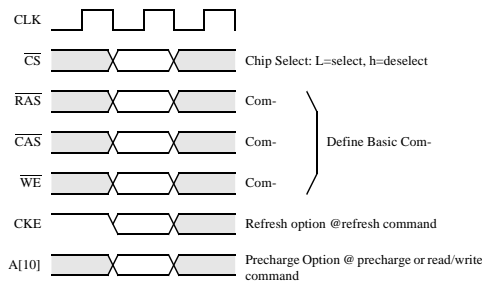 CLK
CS Chip Select: L=select, h=deselect
RAS Com-
CAS Com- Define Basic Com-
WE Com-
CKE Refresh option @refresh command
A[10] Precharge Option @ precharge or read/write
command